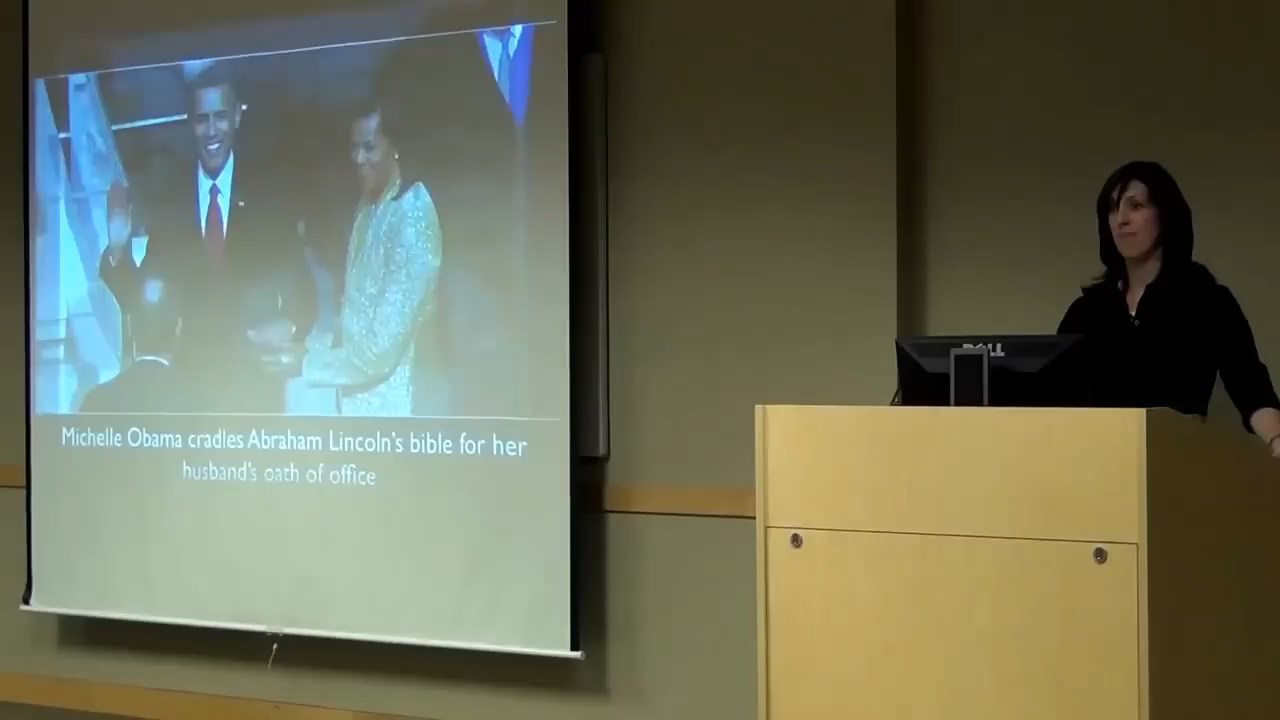 Michelle Obama cradles Abraham Lincoln's bible for her
husband's oath of office
DELL